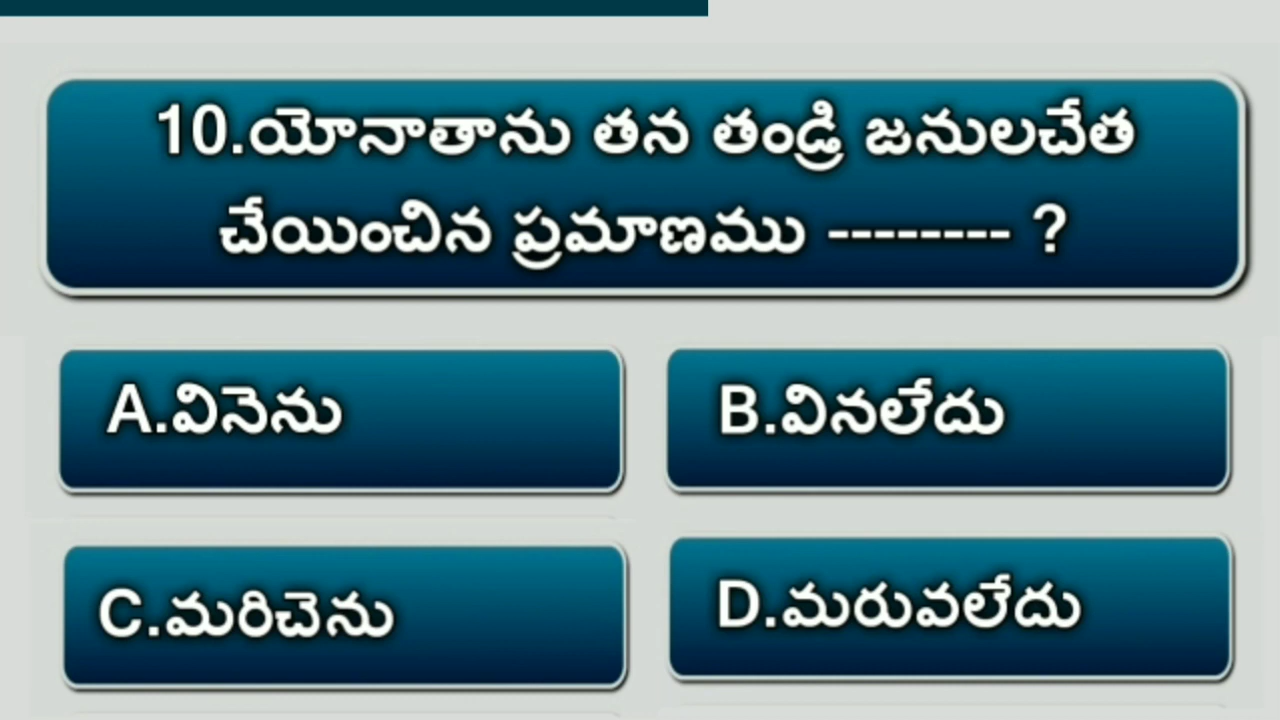 10.యోనాతాను తన తండ్రి జనులచేత
చేయించిన ప్రమాణము -------- ?
A.వినెను
B.వినలేదు
C.మరిచెను
D.మరువలేదు